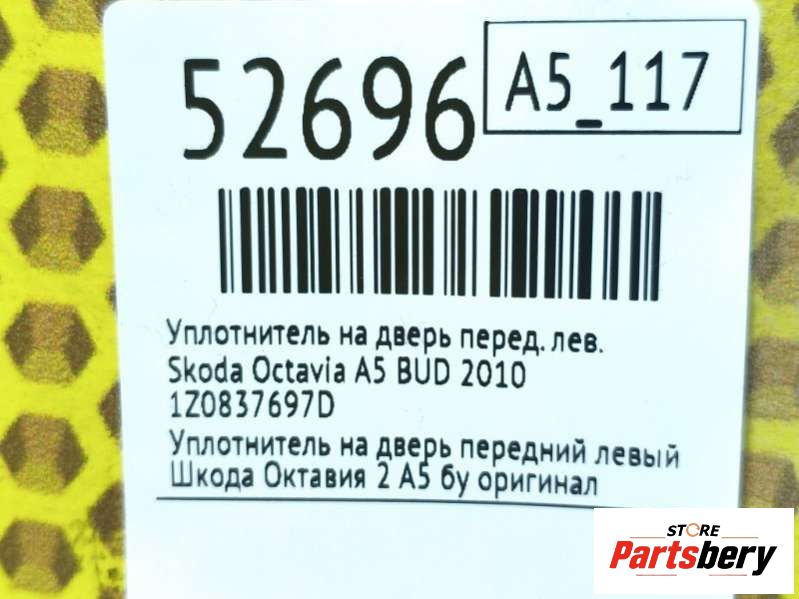 52696
A5_117
Уплотнитель на дверь перед. лев.
Skoda Octavia A5 BUD 2010
1Z0837697D
Уплотнитель на дверь передний левый
Шкода Октавия 2 А5 бу оригинал
STORE
Partsbery